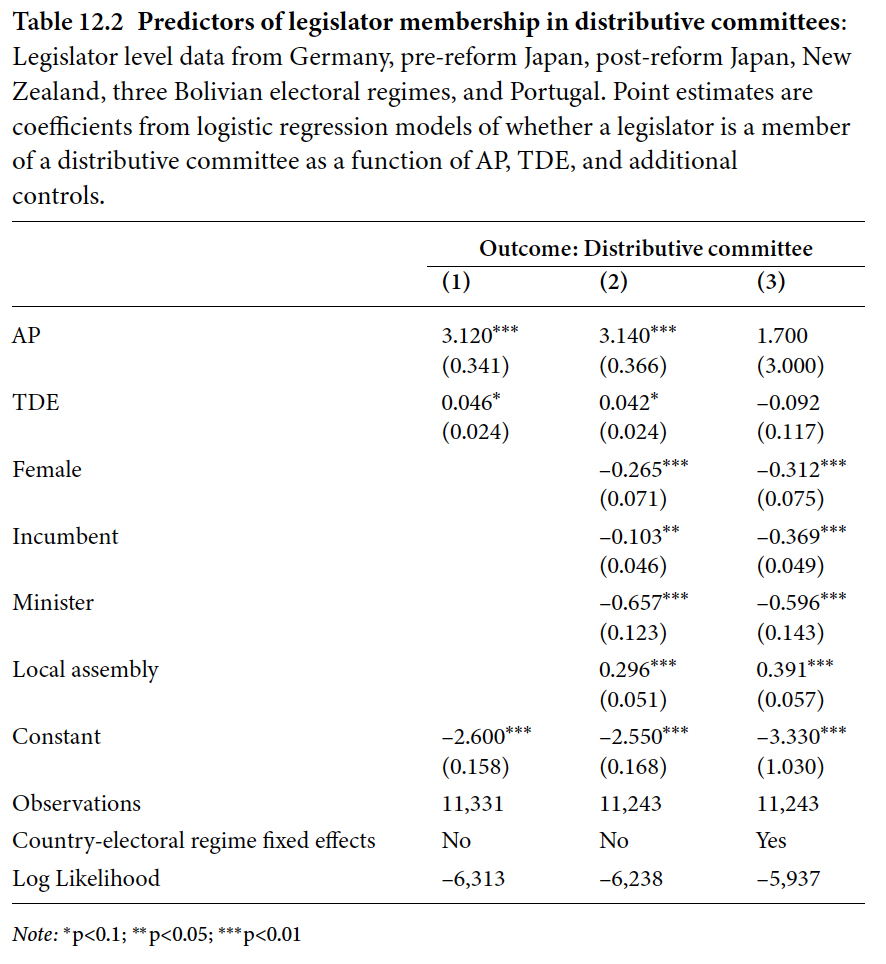 Table 12.2 Predictors of legislator membership in distributive committees:
Legislator level data from Germany, pre-reform Japan, post-reform Japan, New
Zealand, three Bolivian electoral regimes, and Portugal. Point estimates are
coefficients from logistic regression models of whether a legislator is a member
of a distributive committee as a function of AP, TDE, and additional
controls.
Outcome: Distributive committee
(1) (2) (3)
AP 3.120*** 3.140*** 1.700
(0.341) (0.366) (3.000)
TDE 0.046* 0.042* –0.092
(0.024) (0.024) (0.117)
Female –0.265*** –0.312***
(0.071) (0.075)
Incumbent –0.103** –0.369***
(0.046) (0.049)
Minister –0.657*** –0.596***
(0.123) (0.143)
Local assembly 0.296*** 0.391***
(0.051) (0.057)
Constant –2.600*** –2.550*** –3.330***
(0.158) (0.168) (1.030)
Observations 11,331 11,243 11,243
Country-electoral regime fixed effects No No Yes
Log Likelihood –6,313 –6,238 –5,937
Note: *p<0.1; **p<0.05; ***p<0.01